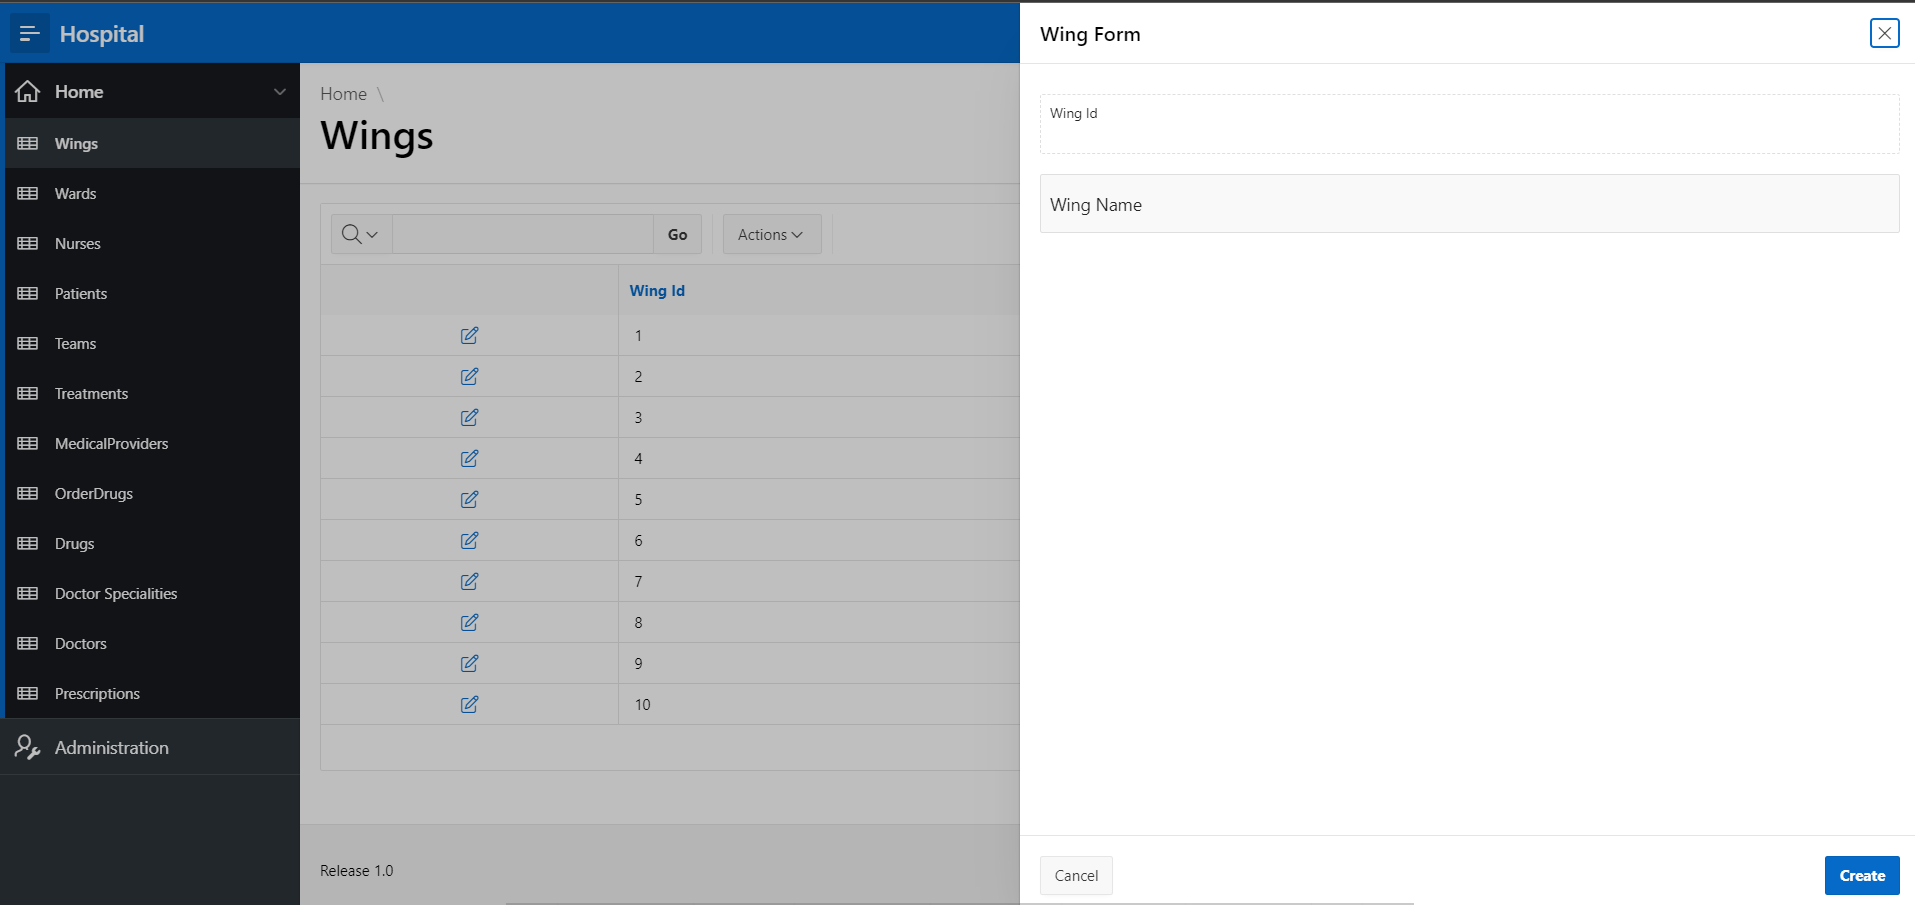 Hospital
Home
Wings
Wards
Nurses
Patients
Teams
Treatments
MedicalProviders
OrderDrugs
Drugs
Doctor Specialities
Doctors
Prescriptions
Administration
Home \
Wings
Go
Actions
Wing Id
1
2
3
4
5
6
7
8
9
10
Release 1.0
Wing Form
Wing Id
Wing Name
Cancel
Create